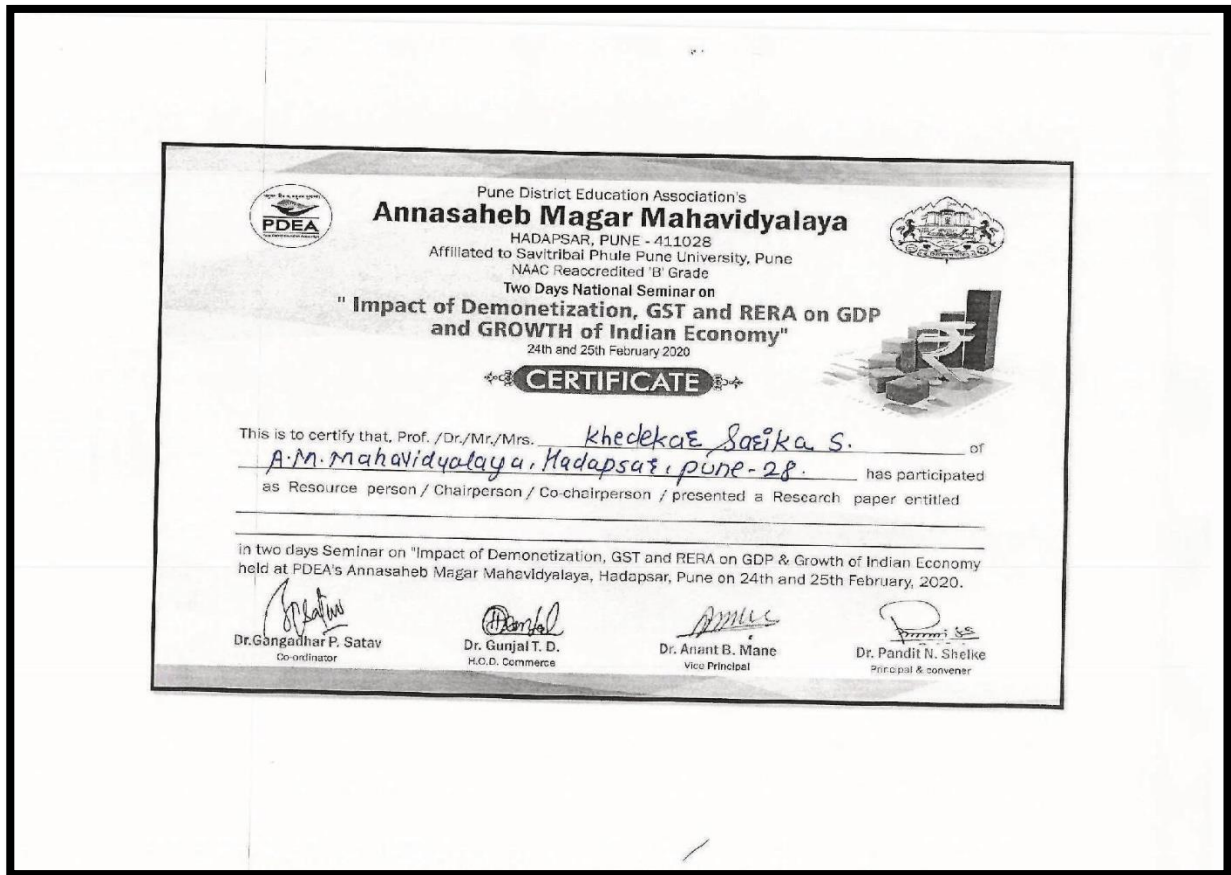 PDEA
Pune District Education Association's
Annasaheb Magar Mahavidyalaya
HADAPSAR, PUNE - 411028
Affiliated to Savitribai Phule Pune University, Pune
NAAC Reaccredited 'B' Grade
Two Days National Seminar on
" Impact of Demonetization, GST and RERA on GDP
and GROWTH of Indian Economy"
24th and 25th February 2020
CERTIFICATE
This is to certify that, Prof. /Dr./Mr./Mrs. Khedekar Sarika S. of
A.M. Mahavidyalaya, Hadapsar, pune-28. has participated
as Resource person / Chairperson / Co-chairperson / presented a Research paper entitled
in two days Seminar on "Impact of Demonetization, GST and RERA on GDP & Growth of Indian Economy
held at PDEA's Annasaheb Magar Mahavidyalaya, Hadapsar, Pune on 24th and 25th February, 2020.
Dr.Gangadhar P. Satav
Co-ordinator
Dr. Gunjal T. D.
H.O.D. Commerce
Dr. Anant B. Mane
Vice Principal
Dr. Pandit N. Shelke
Principal & convener